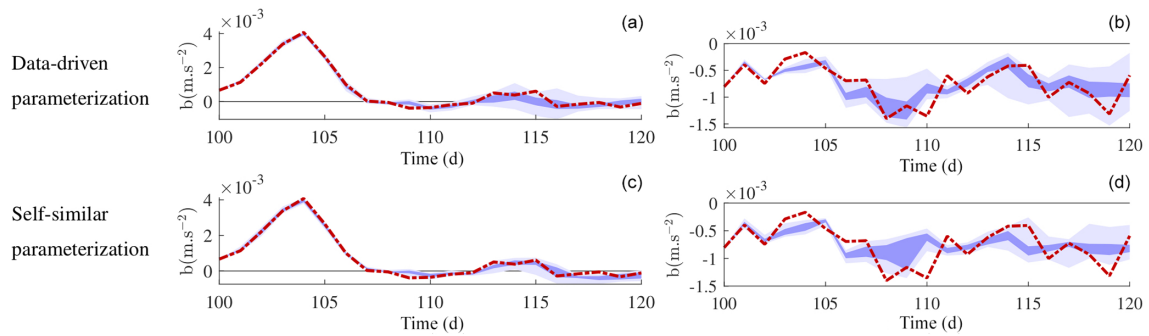 Data-driven
parameterization
(a)
×10⁻³
4
2
0
b(m.s⁻²)
100 105 110 115 120
Time (d)
(b)
×10⁻³
0
-0.5
-1
-1.5
b(m.s⁻²)
100 105 110 115 120
Time (d)
Self-similar
parameterization
(c)
×10⁻³
4
2
0
b(m.s⁻²)
100 105 110 115 120
Time (d)
(d)
×10⁻³
0
-0.5
-1
-1.5
b(m.s⁻²)
100 105 110 115 120
Time (d)